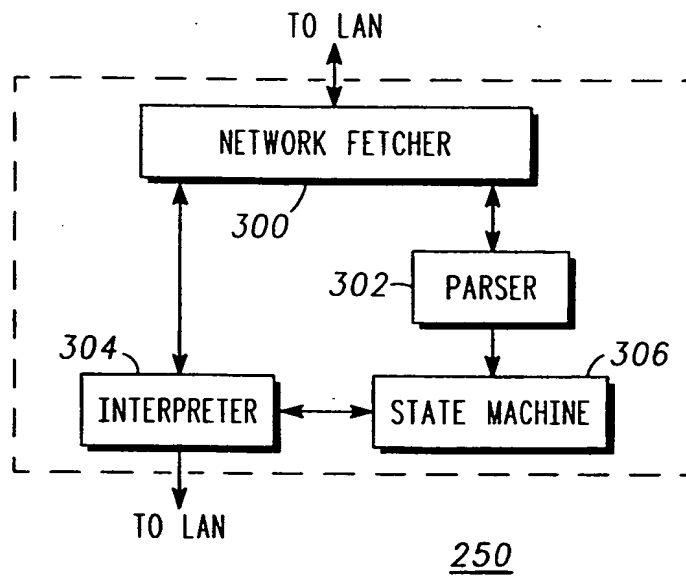 TO LAN
NETWORK FETCHER
300
302
PARSER
304
306
INTERPRETER
STATE MACHINE
TO LAN
250